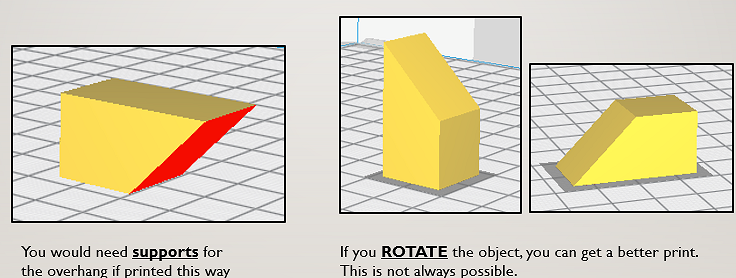 You would need supports for
the overhang if printed this way
If you ROTATE the object, you can get a better print.
This is not always possible.